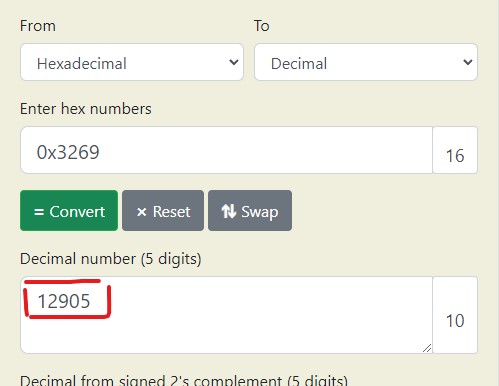 From To
Hexadecimal Decimal
Enter hex numbers
0x3269 16
= Convert × Reset ⇅ Swap
Decimal number (5 digits)
12905 10
Decimal from signed 2's complement (5 digits)